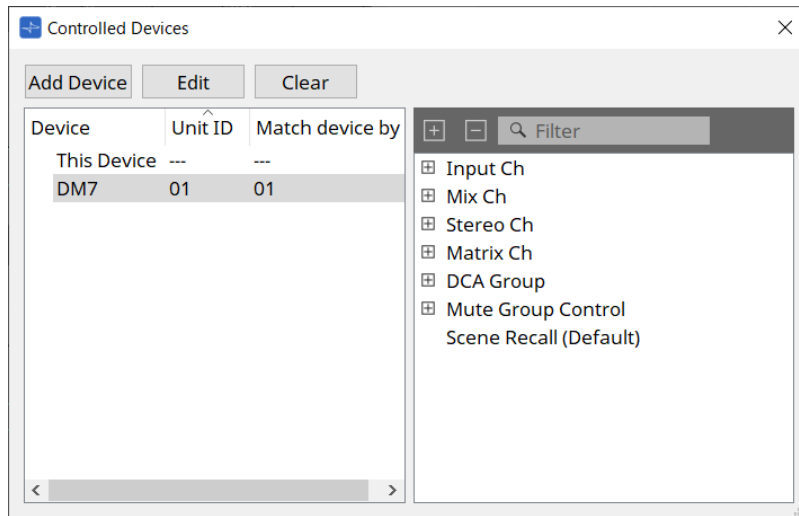 Controlled Devices
Add Device Edit Clear
Device Unit ID Match device by
This Device --- ---
DM7 01 01
Filter
Input Ch
Mix Ch
Stereo Ch
Matrix Ch
DCA Group
Mute Group Control
Scene Recall (Default)